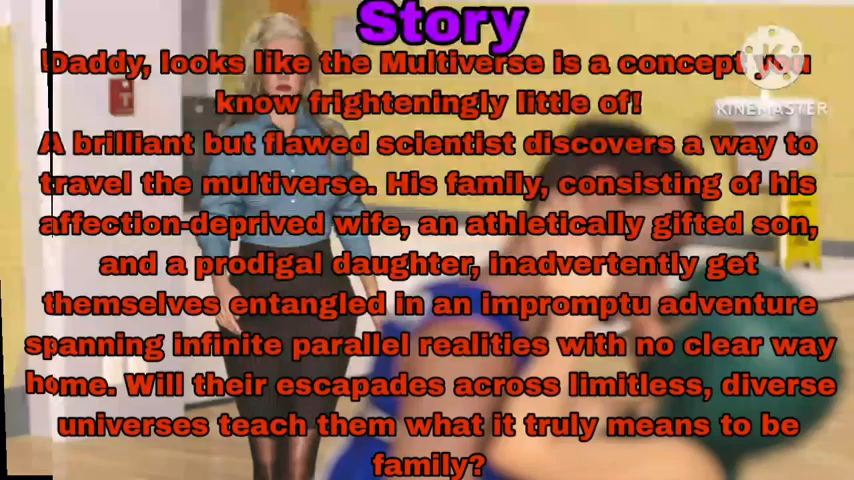 Story
!Daddy, looks like the Multiverse is a concept you
know frighteningly little of!
A brilliant but flawed scientist discovers a way to
travel the multiverse. His family, consisting of his
affection-deprived wife, an athletically gifted son,
and a prodigal daughter, inadvertently get
themselves entangled in an impromptu adventure
spanning infinite parallel realities with no clear way
home. Will their escapades across limitless, diverse
universes teach them what it truly means to be
family?
KINEMASTER